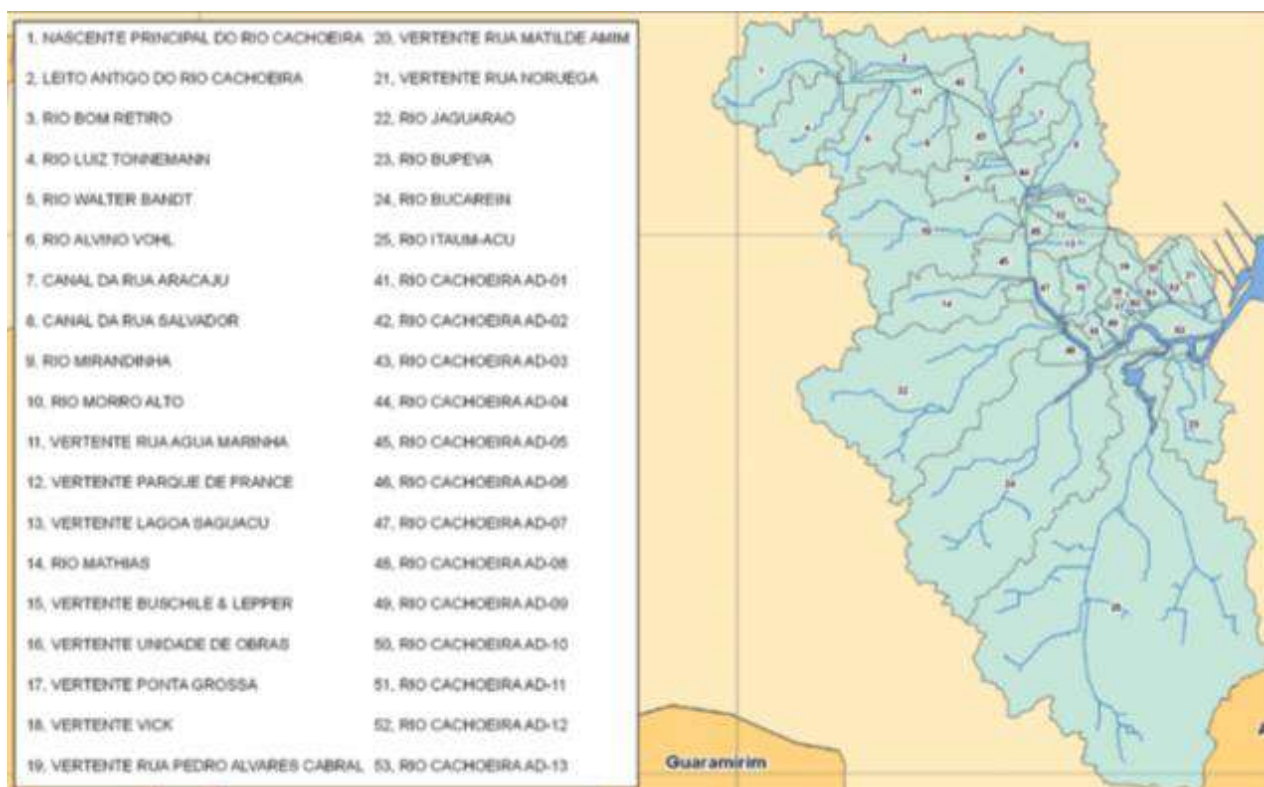 1, NASCENTE PRINCIPAL DO RIO CACHOEIRA
2, LEITO ANTIGO DO RIO CACHOEIRA
3, RIO BOM RETIRO
4, RIO LUIZ TONNEMANN
5, RIO WALTER BANDT
6, RIO ALVINO VOHL
7, CANAL DA RUA ARACAJU
8, CANAL DA RUA SALVADOR
9, RIO MIRANDINHA
10, RIO MORRO ALTO
11, VERTENTE RUA AGUA MARINHA
12, VERTENTE PARQUE DE FRANCE
13, VERTENTE LAGOA SAGUACU
14, RIO MATHIAS
15, VERTENTE BUSCHILE & LEPPER
16, VERTENTE UNIDADE DE OBRAS
17, VERTENTE PONTA GROSSA
18, VERTENTE VICK
19, VERTENTE RUA PEDRO ALVARES CABRAL
20, VERTENTE RUA MATILDE AMIM
21, VERTENTE RUA NORUEGA
22, RIO JAGUARAO
23, RIO BUPEVA
24, RIO BUCAREIN
25, RIO ITAUM-ACU
41, RIO CACHOEIRA AD-01
42, RIO CACHOEIRA AD-02
43, RIO CACHOEIRA AD-03
44, RIO CACHOEIRA AD-04
45, RIO CACHOEIRA AD-05
46, RIO CACHOEIRA AD-06
47, RIO CACHOEIRA AD-07
48, RIO CACHOEIRA AD-08
49, RIO CACHOEIRA AD-09
50, RIO CACHOEIRA AD-10
51, RIO CACHOEIRA AD-11
52, RIO CACHOEIRA AD-12
53, RIO CACHOEIRA AD-13
1
2
42
41
47
10
45
14
22
Guaramirim